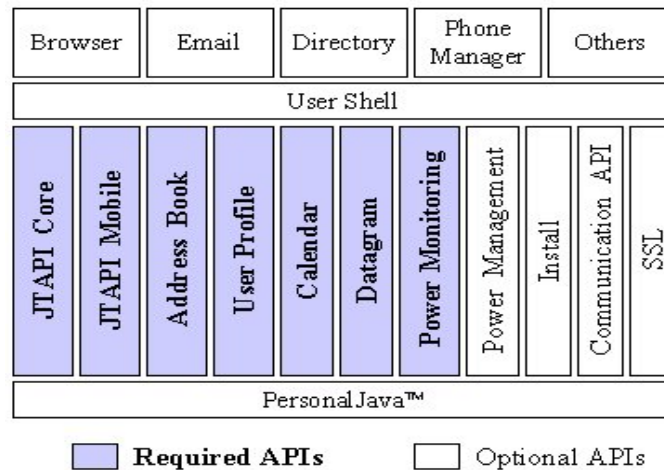 Browser
Email
Directory
Phone
Manager
Others
User Shell
JTAPI Core
JTAPI Mobile
Address Book
User Profile
Calendar
Datagram
Power Monitoring
Power Management
Install
Communication API
SSL
PersonalJava™
Required APIs
Optional APIs